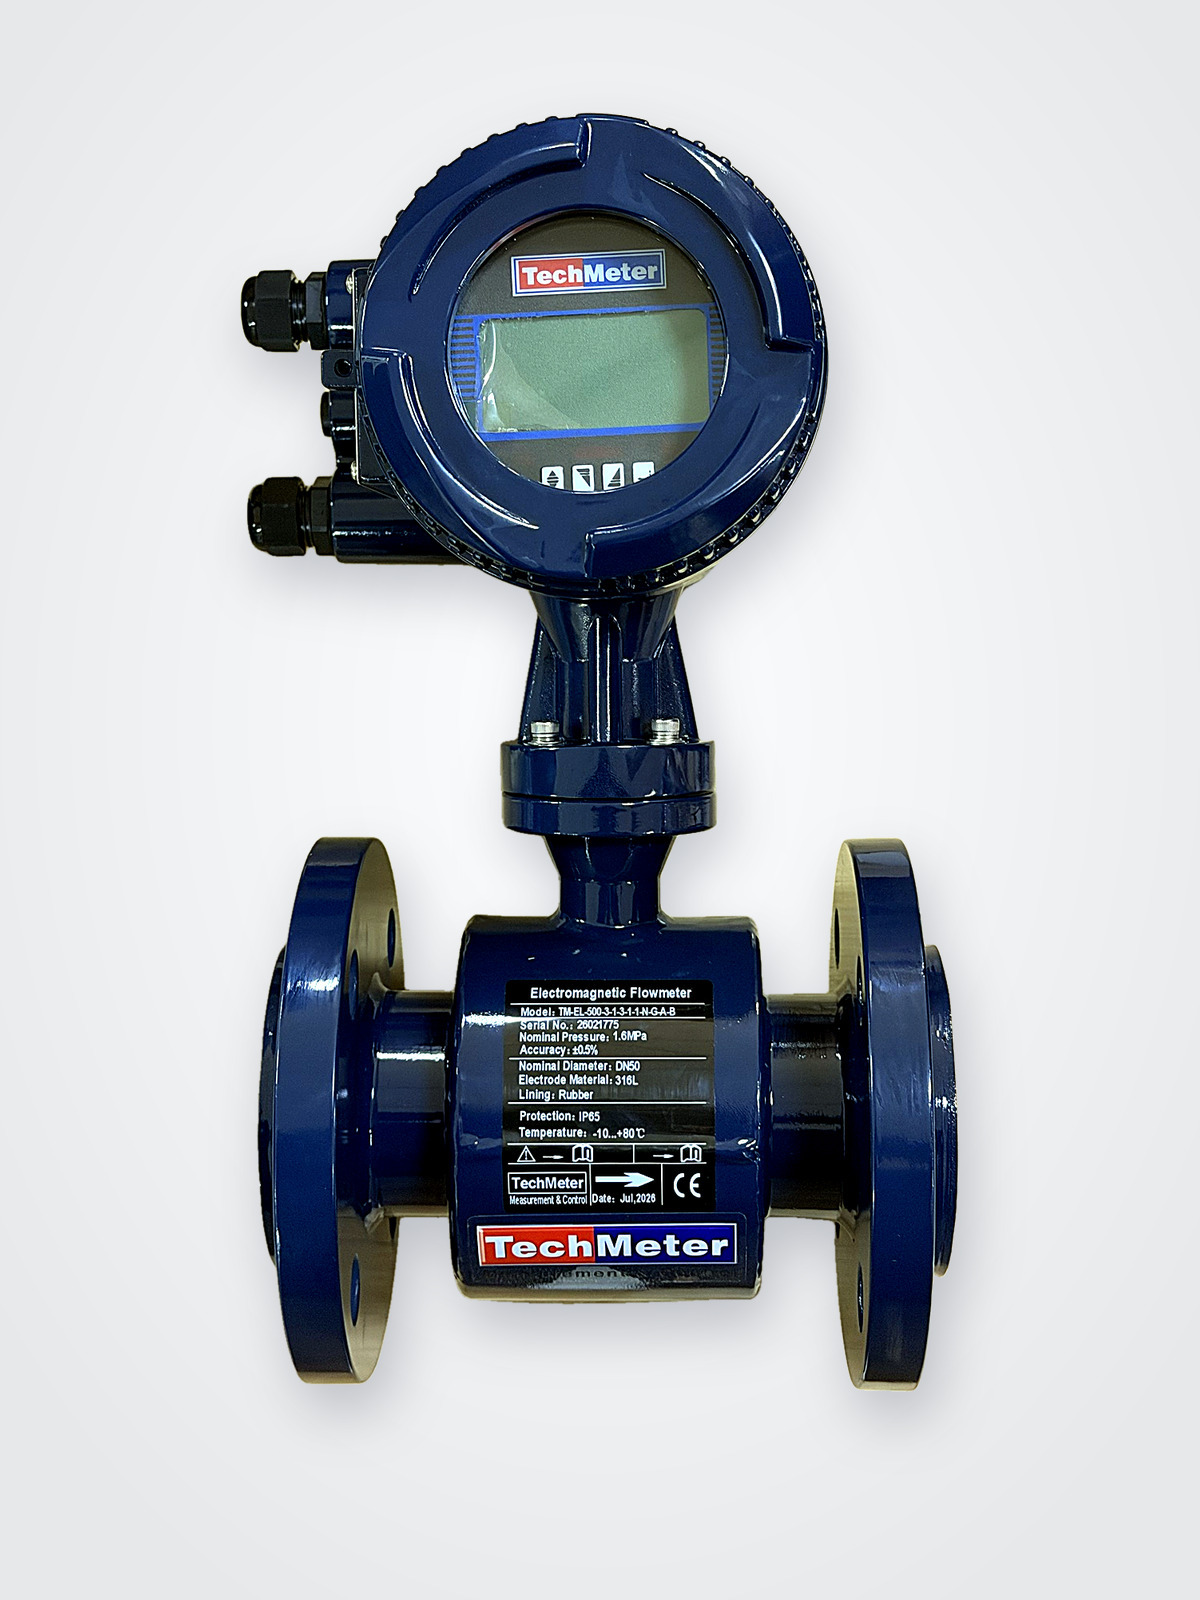 TechMeter
Electromagnetic Flowmeter
Model: TM-EL-500-3-1-3-1-1-N-G-A-B
Serial No.: 26021775
Nominal Pressure: 1.6MPa
Accuracy: ±0.5%
Nominal Diameter: DN50
Electrode Material: 316L
Lining: Rubber
Protection: IP65
Temperature: -10...+80℃
TechMeter
Measurement & Control
Date: Jul,2026
CE
TechMeter